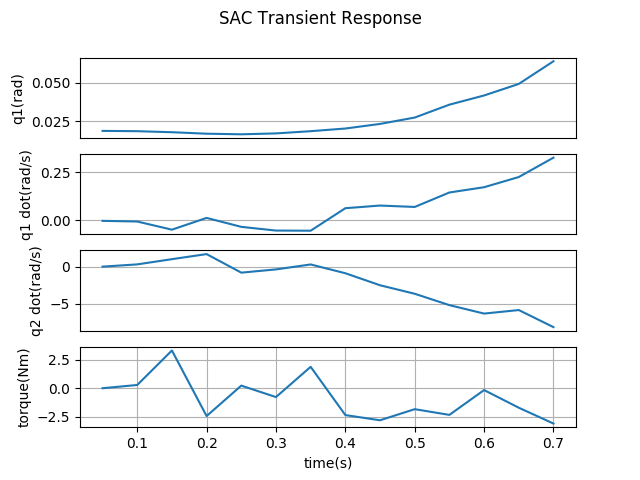 SAC Transient Response
q1(rad)
0.050
0.025
q1 dot(rad/s)
0.25
0.00
q2 dot(rad/s)
0
−5
torque(Nm)
2.5
0.0
−2.5
0.1 0.2 0.3 0.4 0.5 0.6 0.7
time(s)